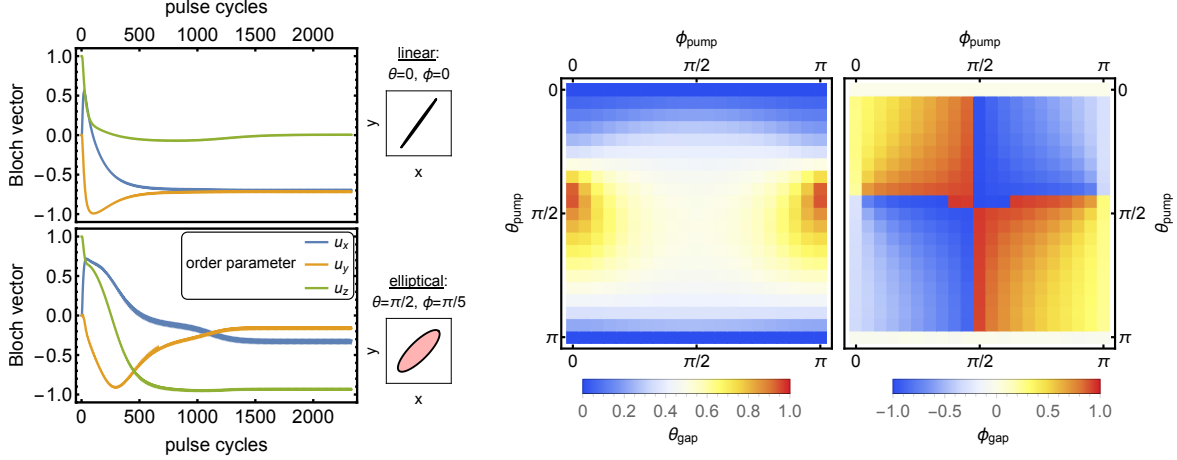 pulse cycles
0 500 1000 1500 2000
Bloch vector
1.0
0.5
0.0
−0.5
−1.0
linear:
θ=0, ϕ=0
y
x
Bloch vector
1.0
0.5
0.0
−0.5
−1.0
order parameter
u_x
u_y
u_z
elliptical:
θ=π/2, ϕ=π/5
y
x
0 500 1000 1500 2000
pulse cycles
ϕ_pump
0 π/2 π
θ_pump
0
π/2
π
0 π/2 π
0 0.2 0.4 0.6 0.8 1.0
θ_gap
ϕ_pump
0 π/2 π
0
π/2
π
θ_pump
0 π/2 π
−1.0 −0.5 0 0.5 1.0
ϕ_gap